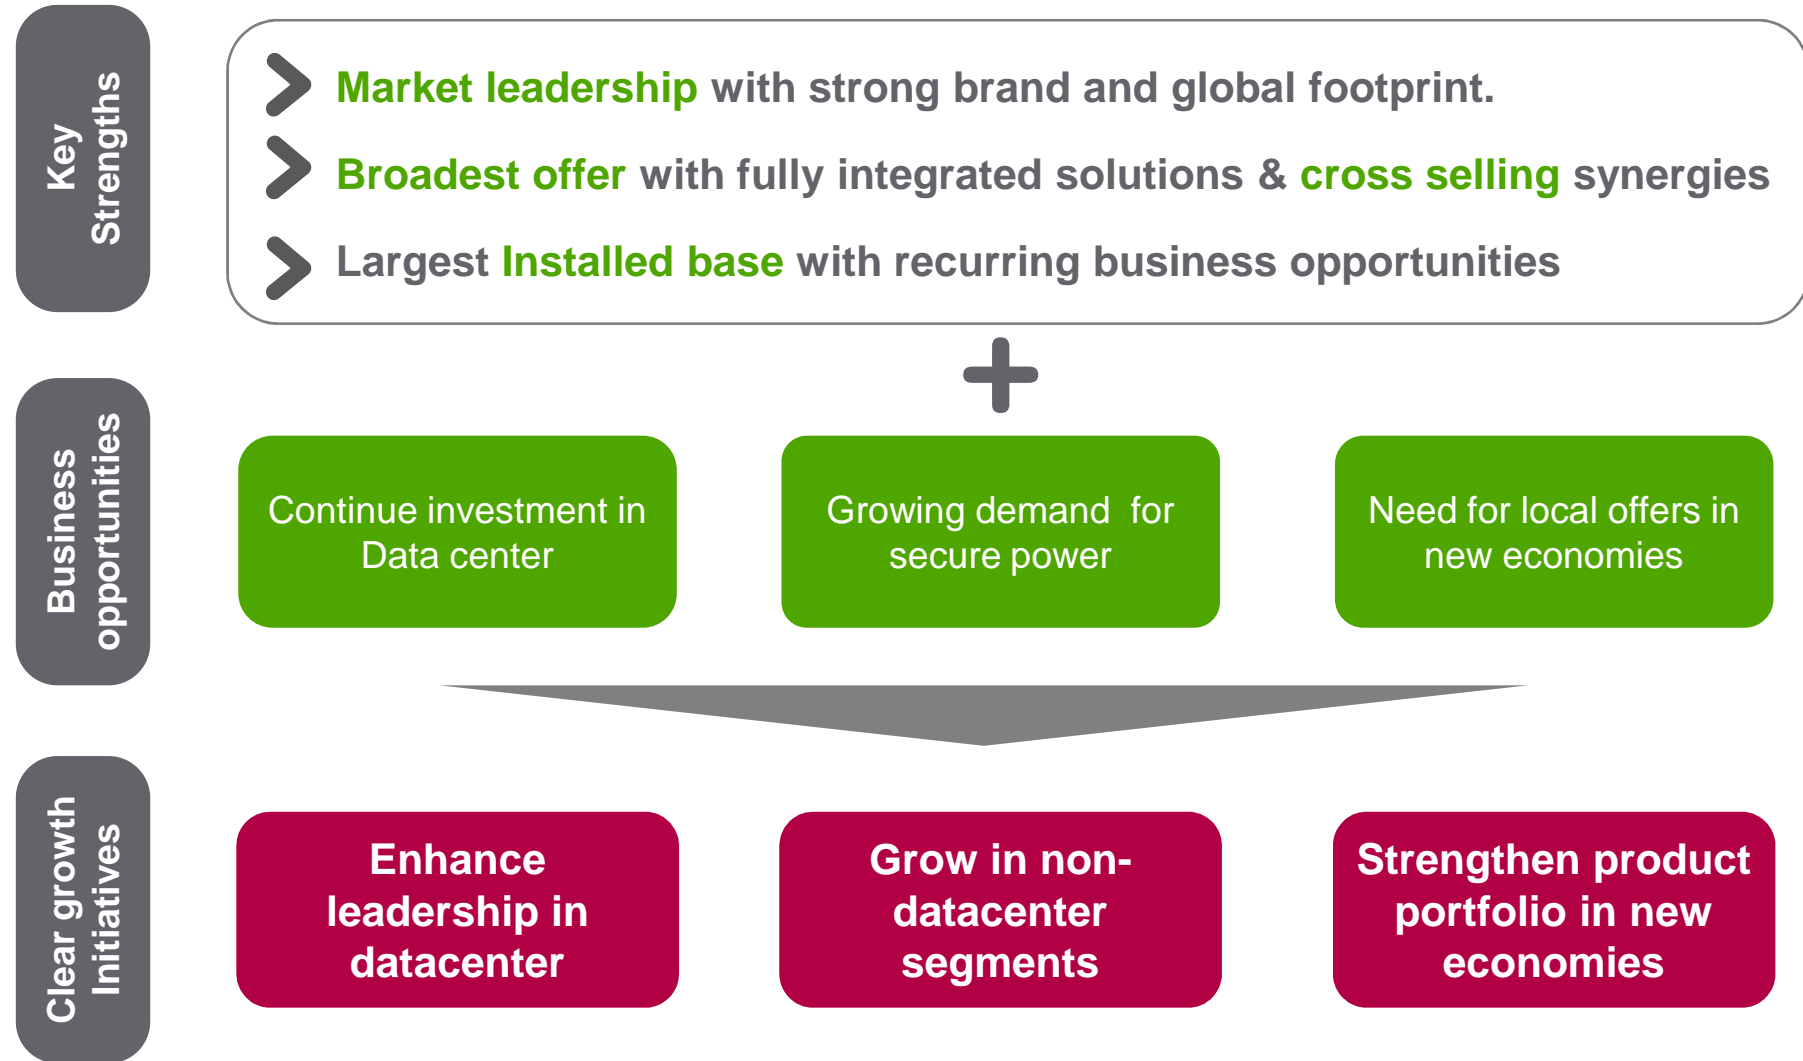 Key
Strengths
Market leadership with strong brand and global footprint.
Broadest offer with fully integrated solutions & cross selling synergies
Largest Installed base with recurring business opportunities
Business
opportunities
Continue investment in
Data center
Growing demand for
secure power
Need for local offers in
new economies
Clear growth
Initiatives
Enhance
leadership in
datacenter
Grow in non-
datacenter
segments
Strengthen product
portfolio in new
economies